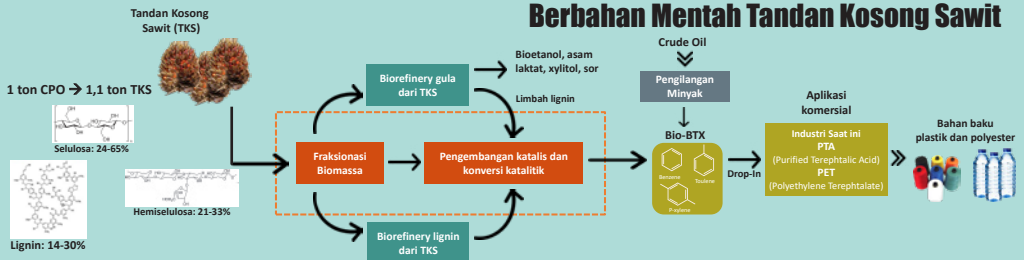 Berbahan Mentah Tandan Kosong Sawit
Tandan Kosong
Sawit (TKS)
1 ton CPO → 1,1 ton TKS
Selulosa: 24-65%
Hemiselulosa: 21-33%
Lignin: 14-30%
Fraksionasi
Biomassa
Biorefinery gula
dari TKS
Bioetanol, asam
laktat, xylitol, sor
Limbah lignin
Pengembangan katalis dan
konversi katalitik
Biorefinery lignin
dari TKS
Crude Oil
Pengilangan
Minyak
Bio-BTX
Benzene
Toulene
P-xylene
Drop-In
Aplikasi
komersial
Industri Saat ini
PTA
(Purified Terephtalic Acid)
PET
(Polyethylene Terephtalate)
Bahan baku
plastik dan polyester